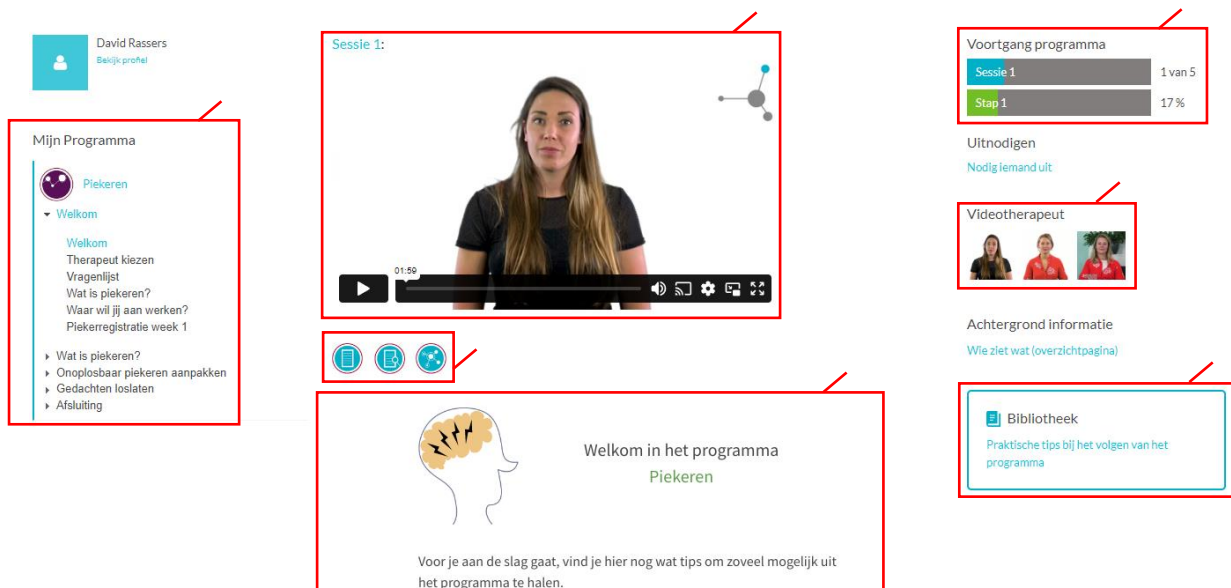 David Rassers
Bekijk profiel
Mijn Programma
Piekeren
Welkom
Welkom
Therapeut kiezen
Vragenlijst
Wat is piekeren?
Waar wil jij aan werken?
Piekerregistratie week 1
Wat is piekeren?
Onoplosbaar piekeren aanpakken
Gedachten loslaten
Afsluiting
Sessie 1:
01:59
Welkom in het programma
Piekeren
Voor je aan de slag gaat, vind je hier nog wat tips om zoveel mogelijk uit
het programma te halen.
Voortgang programma
Sessie 1 1 van 5
Stap 1 17 %
Uitnodigen
Nodig iemand uit
Videotherapeut
Achtergrond informatie
Wie ziet wat (overzichtpagina)
Bibliotheek
Praktische tips bij het volgen van het
programma